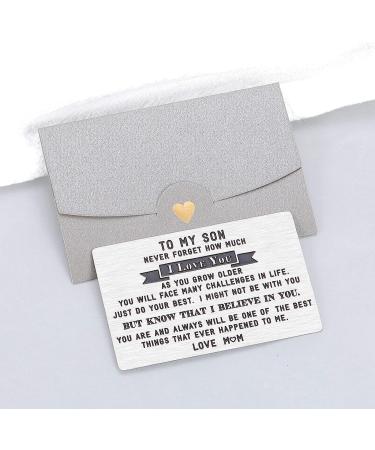 TO MY SON
NEVER FORGET HOW MUCH
I Love You
AS YOU GROW OLDER
YOU WILL FACE MANY CHALLENGES IN LIFE.
JUST DO YOUR BEST. I MIGHT NOT BE WITH YOU
BUT KNOW THAT I BELIEVE IN YOU.
YOU ARE AND ALWAYS WILL BE ONE OF THE BEST
THINGS THAT EVER HAPPENED TO ME.
LOVE MOM